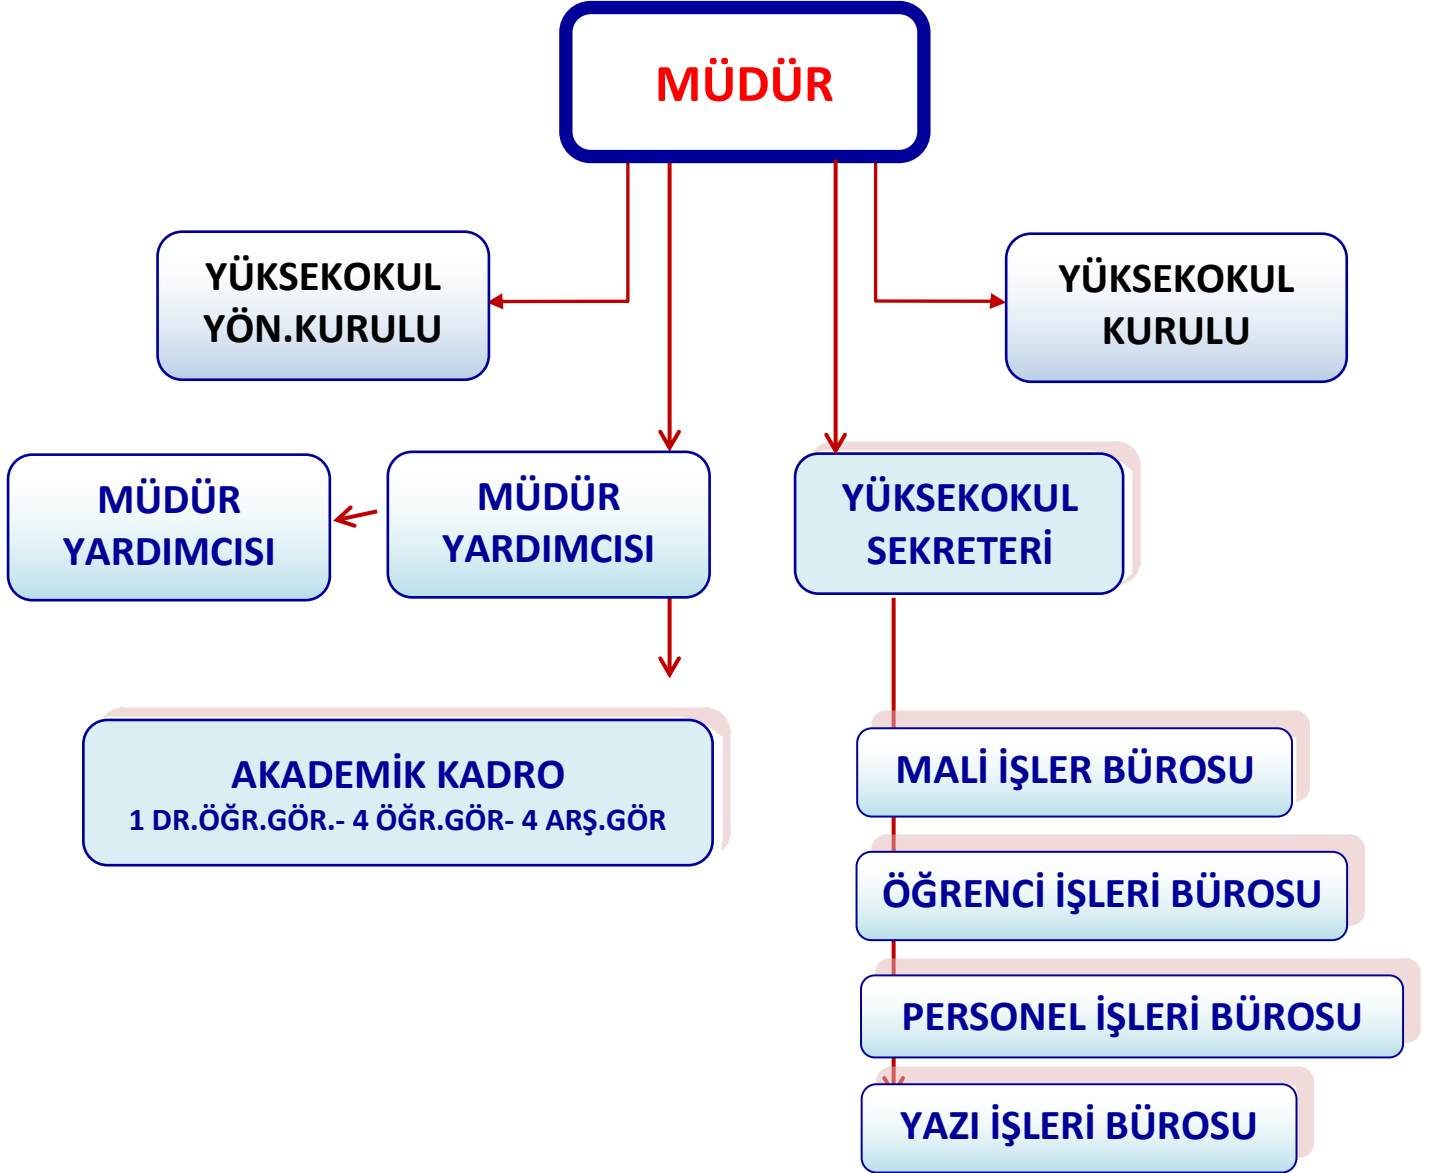 MÜDÜR
YÜKSEKOKUL
YÖN.KURULU
YÜKSEKOKUL
KURULU
MÜDÜR
YARDIMCISI
MÜDÜR
YARDIMCISI
YÜKSEKOKUL
SEKRETERİ
AKADEMİK KADRO
1 DR.ÖĞR.GÖR.- 4 ÖĞR.GÖR- 4 ARŞ.GÖR
MALİ İŞLER BÜROSU
ÖĞRENCİ İŞLERİ BÜROSU
PERSONEL İŞLERİ BÜROSU
YAZI İŞLERİ BÜROSU